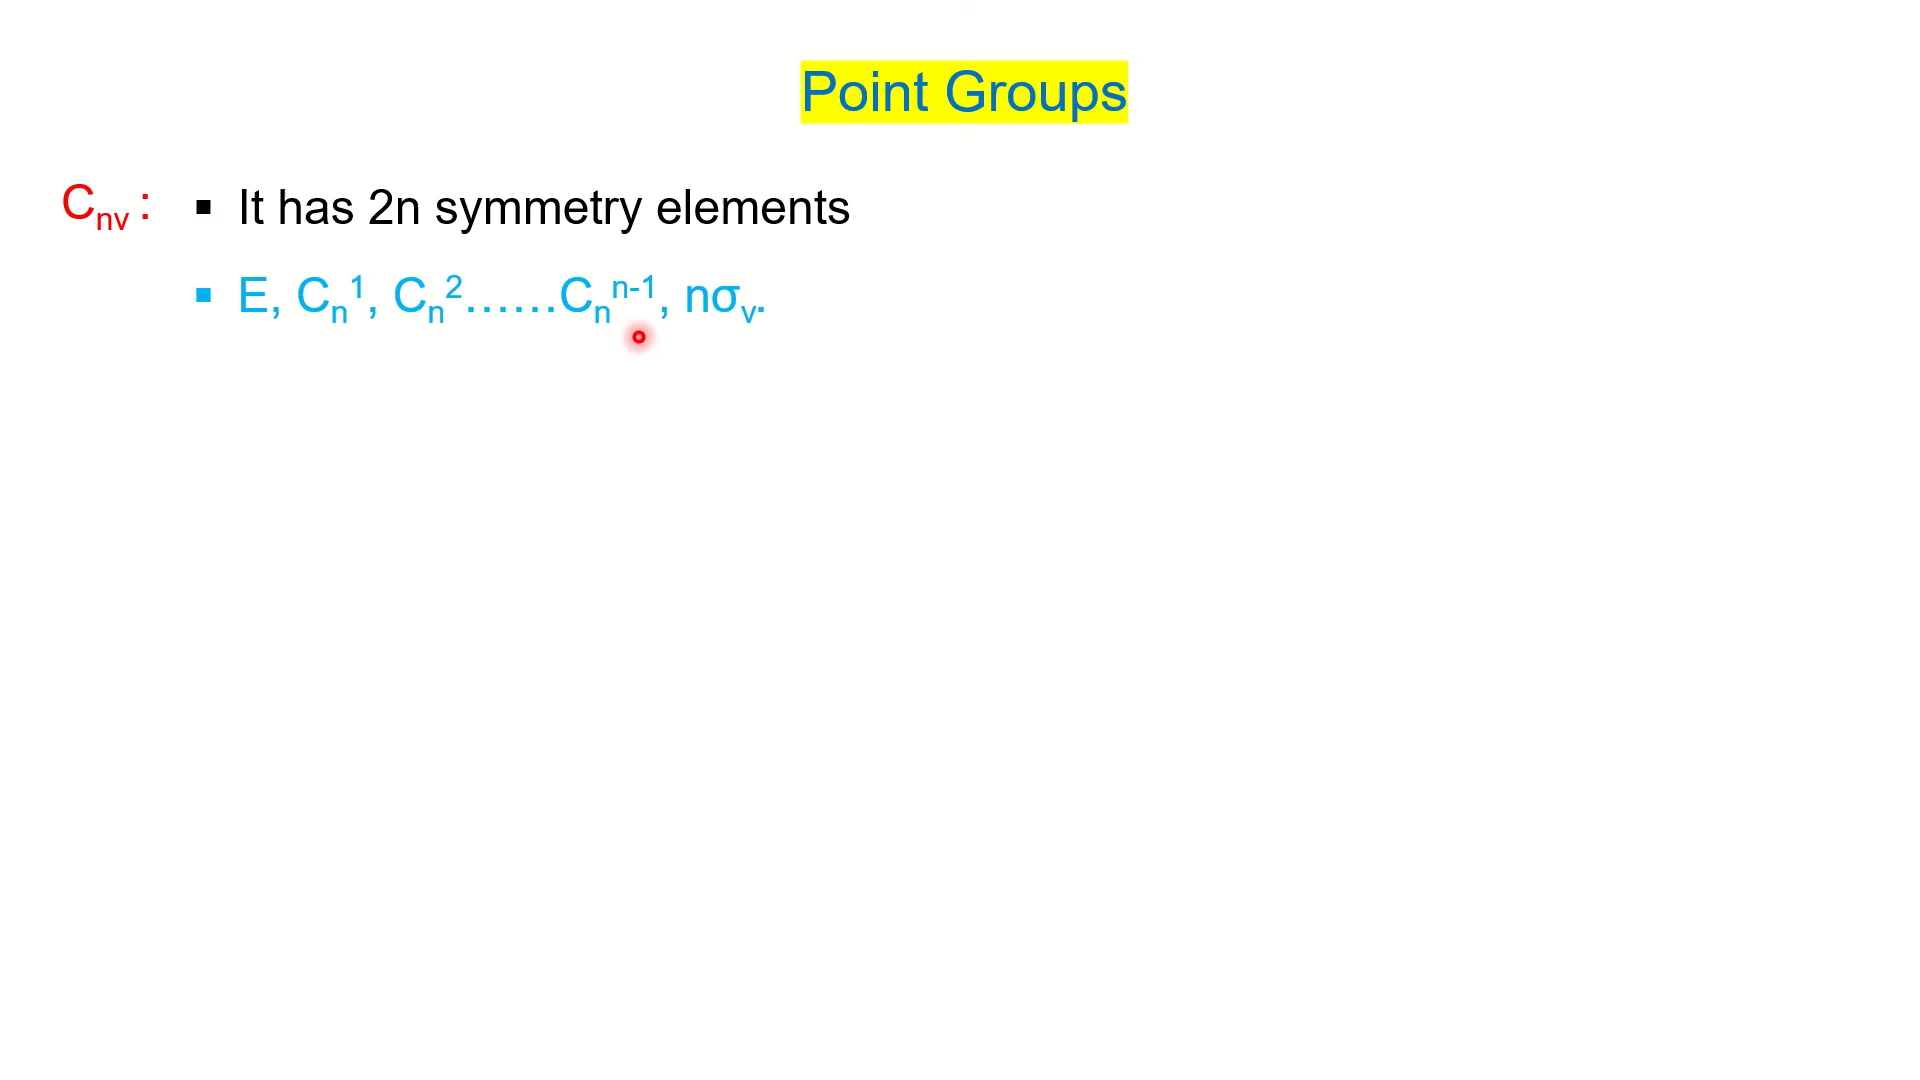 Point Groups
Cnv : ▪ It has 2n symmetry elements
▪ E, Cn¹, Cn²......Cnⁿ⁻¹, nσv.